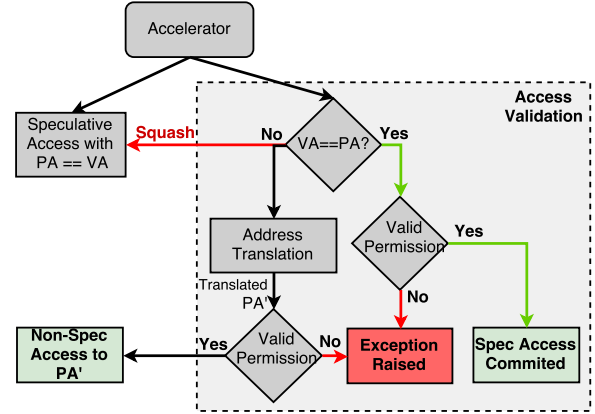 Accelerator
Access
Validation
Speculative
Access with
PA == VA
Squash
No
VA==PA?
Yes
Valid
Permission
Yes
Address
Translation
Translated
PA'
No
Non-Spec
Access to
PA'
Yes
Valid
Permission
No
Exception
Raised
Spec Access
Commited